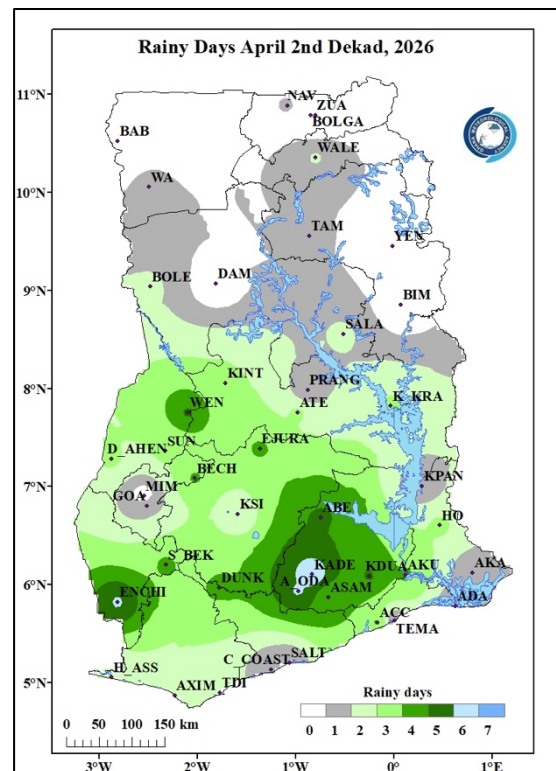 Rainy Days April 2nd Dekad, 2026
11°N
10°N
9°N
8°N
7°N
6°N
5°N
NAV
ZUA
BOLGA
BAB
WALE
WA
TAM
YEN
BOLE
DAM
BIM
SALA
KINT
PRANG
WEN
ATE
K_KRA
SUN
EJURA
D_AHEN
BECH
MIM
KPAN
GOA
KSI
ABE
HO
S_BEK
KADE
KDUA
AKU
AKA
ENCHI
DUNK
A_ODA
ASAM
ADA
ACC
TEMA
SALT
C_COAST
H_ASS
AXIM
TDI
Rainy days
0 1 2 3 4 5 6 7
0 50 100 150 km
3°W 2°W 1°W 0° 1°E